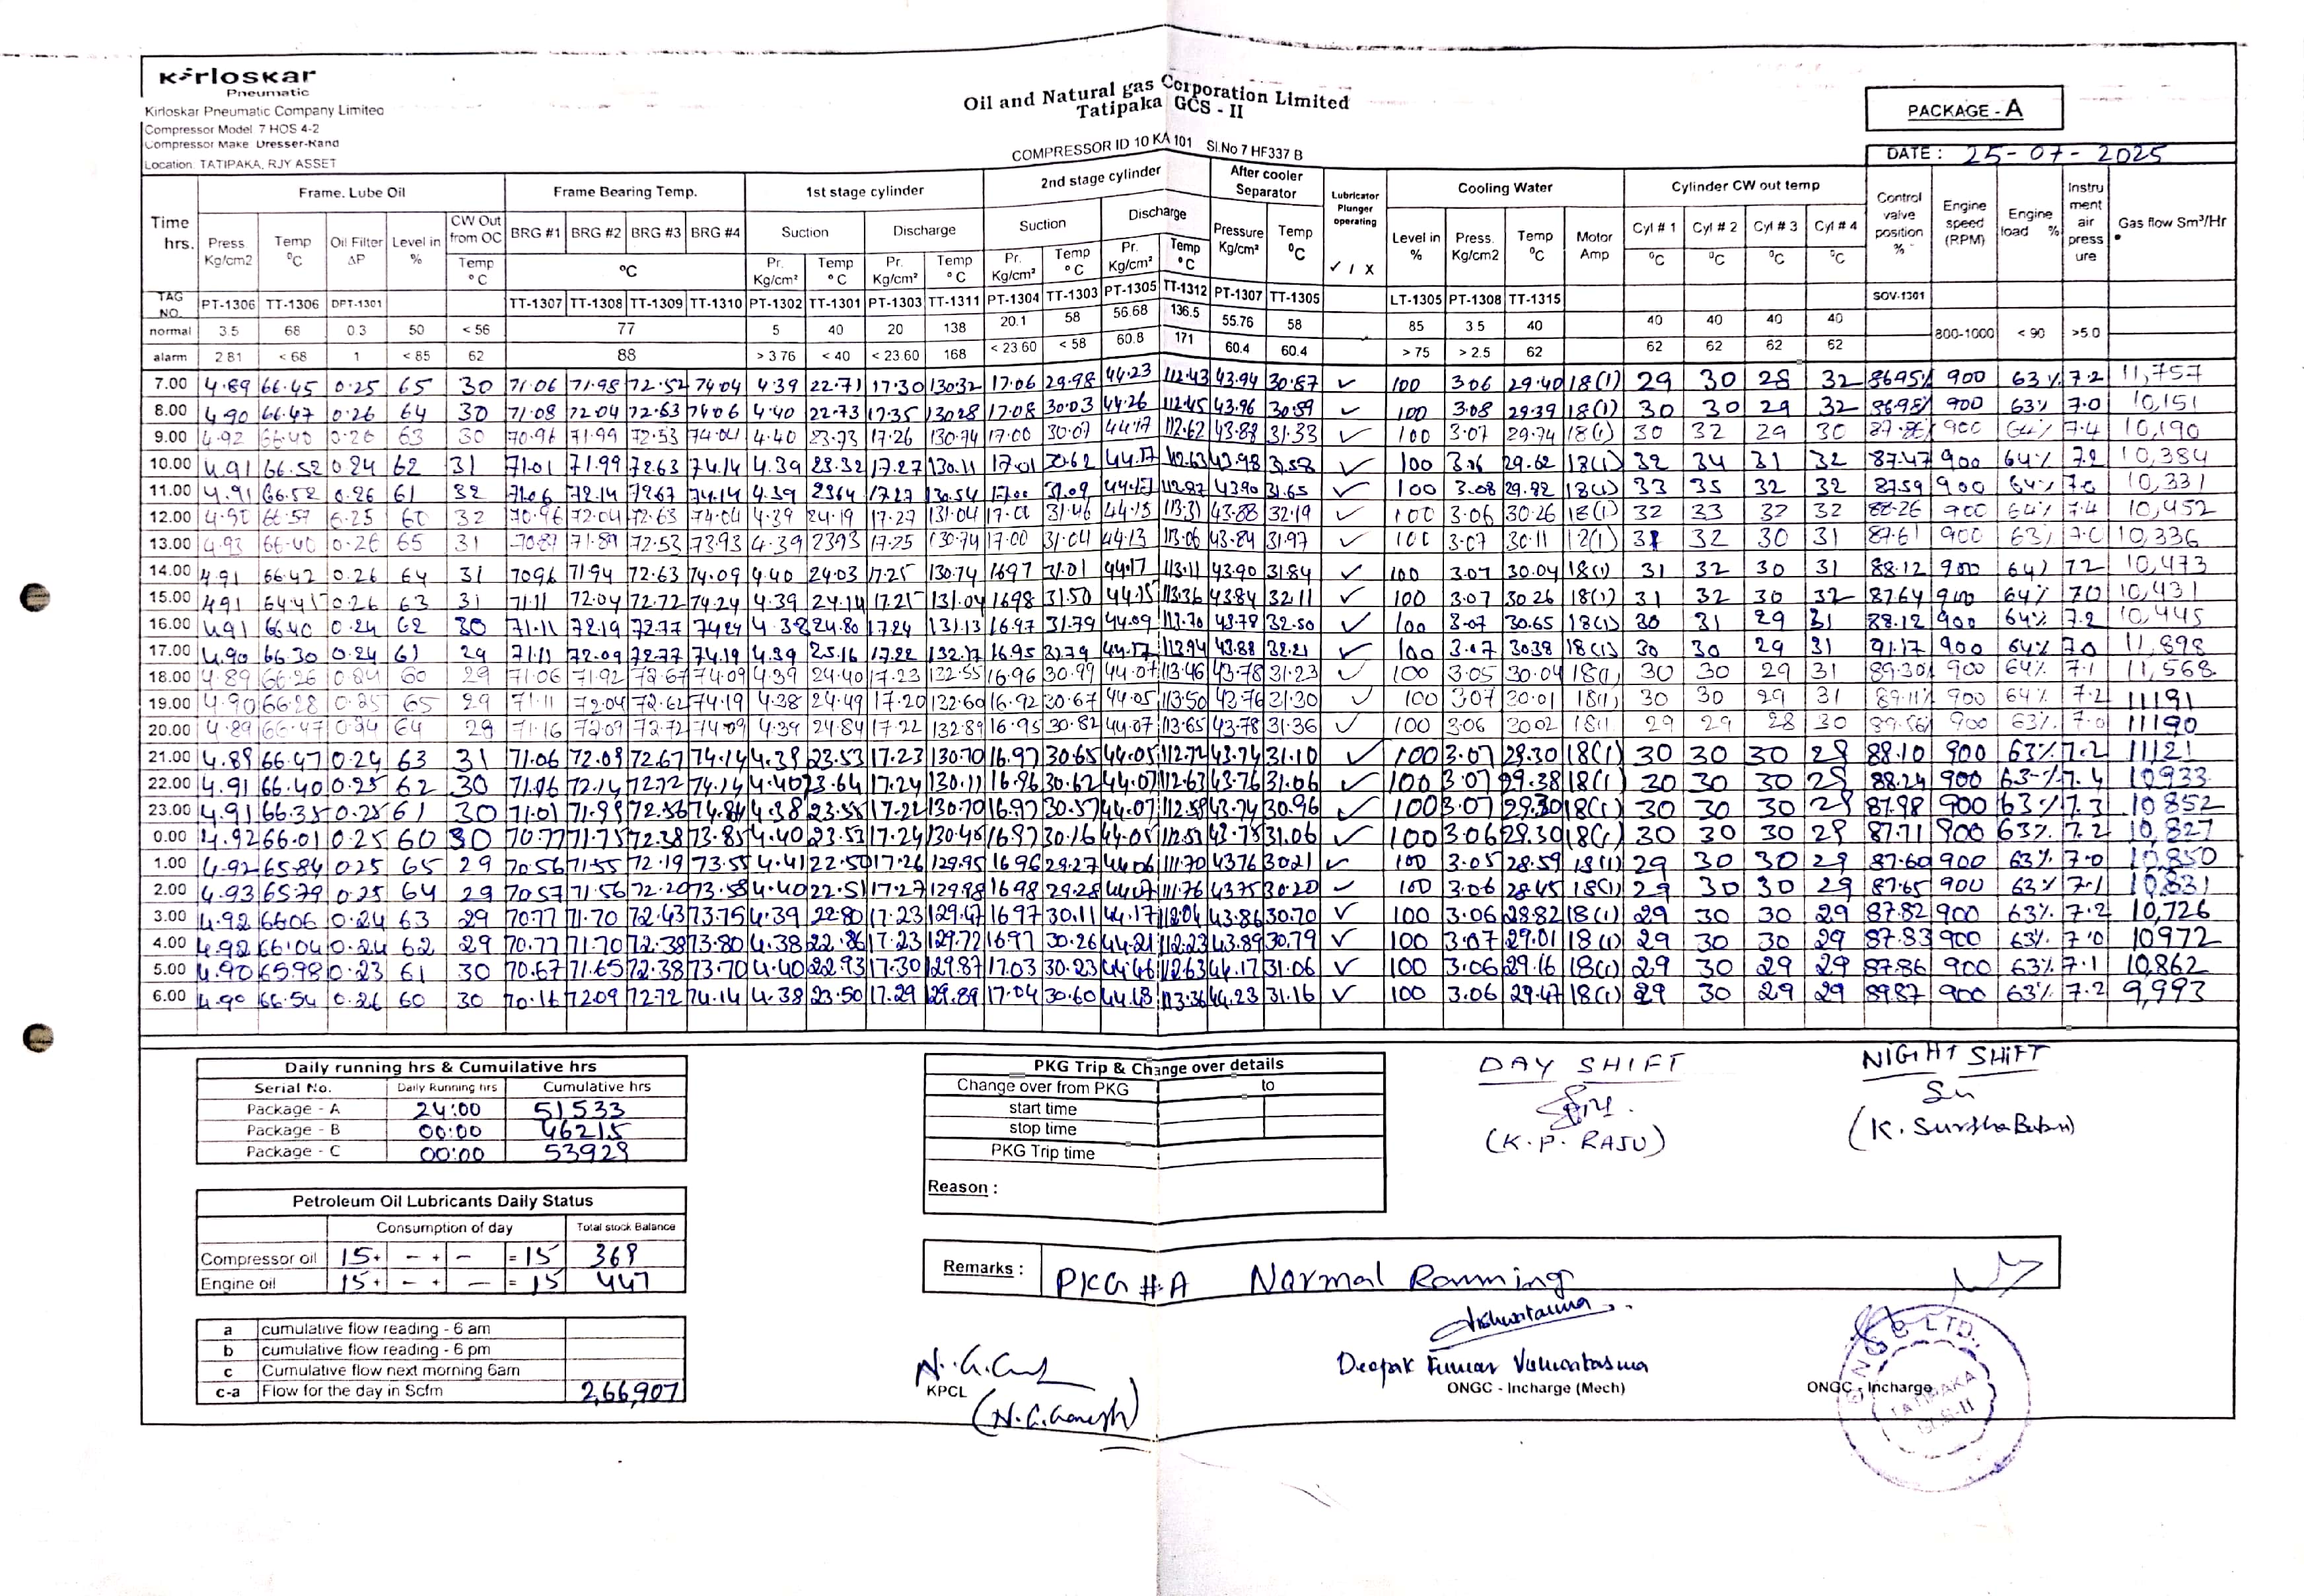 Kirloskar
Pneumatic
Kirloskar Pneumatic Company Limited
Compressor Model 7 HOS 4-2
Compressor Make Dresser-Rand
Location: TATIPAKA, RJY ASSET
Oil and Natural gas Corporation Limited
Tatipaka GCS - II
COMPRESSOR ID 10 KA 101 Sl.No 7 HF337 B
PACKAGE - A
DATE : 25-07-2025
Time hrs. Frame. Lube Oil Frame Bearing Temp. 1st stage cylinder 2nd stage cylinder After cooler Separator Lubricator Plunger operating Cooling Water Cylinder CW out temp Control valve position % Engine speed (RPM) Engine load % Instru ment air press ure Gas flow Sm³/Hr
Press Kg/cm2 Temp ⁰C Oil Filter ΔP Level in % CW Out from OC BRG #1 BRG #2 BRG #3 BRG #4 Suction Discharge Suction Discharge Pressure Kg/cm² Temp ⁰C Level in % Press. Kg/cm2 Temp ⁰C Motor Amp Cyl # 1 Cyl # 2 Cyl # 3 Cyl # 4
Temp ⁰C ⁰C Pr. Kg/cm² Temp ⁰C Pr. Kg/cm² Temp ⁰C Pr. Kg/cm² Temp ⁰C Pr. Kg/cm² Temp ⁰C ✓ / X ⁰C ⁰C ⁰C ⁰C
TAG NO. PT-1306 TT-1306 DPT-1301 TT-1307 TT-1308 TT-1309 TT-1310 PT-1302 TT-1301 PT-1303 TT-1311 PT-1304 TT-1303 PT-1305 TT-1312 PT-1307 TT-1305 LT-1305 PT-1308 TT-1315 SOV-1301
normal 3.5 68 0.3 50 < 56 77 5 40 20 138 20.1 58 56.68 136.5 55.76 58 85 3.5 40 40 40 40 40 800-1000 < 90 >5.0
alarm 2.81 < 68 1 < 85 62 88 > 3.76 < 40 < 23.60 168 < 23.60 < 58 60.8 171 60.4 60.4 > 75 > 2.5 62 62 62 62 62
7.00 4.89 66.45 0.25 65 30 71.06 71.98 72.52 74.04 4.39 22.71 17.30 130.32 17.06 29.98 44.23 112.43 43.94 30.87 ✓ 100 3.06 29.40 18(1) 29 30 28 32 86.95% 900 63% 7.2 11,757
8.00 4.90 66.47 0.26 64 30 71.08 72.04 72.63 74.06 4.40 22.73 17.35 130.28 17.08 30.03 44.26 112.45 43.96 30.89 ✓ 100 3.08 29.39 18(1) 30 30 29 32 86.98% 900 63% 7.0 10,151
9.00 4.92 66.40 0.26 63 30 70.96 71.99 72.53 74.04 4.40 23.73 17.26 130.74 17.00 30.07 44.17 112.62 43.88 31.33 ✓ 100 3.07 29.74 18(1) 30 32 29 30 900 64% 7.4 10,190
10.00 4.91 66.52 0.24 62 31 71.01 71.99 72.63 74.14 4.39 23.32 17.27 130.11 17.01 30.62 44.17 112.63 43.98 ✓ 100 3.06 29.62 18(1) 32 34 31 32 87.47 900 64% 7.2 10,384
11.00 4.91 66.52 0.26 61 32 71.06 72.14 72.67 74.14 4.39 23.64 17.27 130.54 17.00 31.09 44.17 112.87 43.90 31.65 ✓ 100 3.08 29.82 18(1) 33 35 32 32 87.59 900 64% 7.0 10,331
12.00 4.90 66.57 0.25 60 32 70.96 72.04 72.63 74.04 4.39 24.19 17.27 131.04 17.01 31.46 44.15 113.31 43.88 32.19 ✓ 100 3.06 30.26 18(1) 32 33 32 32 88.26 900 64% 7.4 10,452
13.00 4.93 66.40 0.26 65 31 70.87 71.89 72.53 73.93 4.39 23.93 17.25 130.74 17.00 31.04 44.13 113.06 43.84 31.97 ✓ 100 3.07 30.11 18(1) 31 32 30 31 87.61 900 63% 7.0 10,336
14.00 4.91 66.42 0.26 64 31 70.96 71.94 72.63 74.09 4.40 24.03 17.25 130.74 16.97 31.01 44.17 113.11 43.90 31.84 ✓ 100 3.07 30.04 18(1) 31 32 30 31 88.12 900 64% 7.2 10,473
15.00 4.91 64.45 0.26 63 31 71.11 72.04 72.72 74.24 4.39 24.14 17.25 131.04 16.98 31.50 44.15 113.36 43.84 32.11 ✓ 100 3.07 30.26 18(1) 31 32 30 32 87.64 900 64% 7.0 10,431
16.00 4.91 66.40 0.24 62 30 71.11 72.19 72.77 74.24 4.38 24.80 17.24 131.13 16.97 31.79 44.09 113.70 43.78 32.50 ✓ 100 3.07 30.65 18(1) 30 31 29 31 88.12 900 64% 7.2 10,445
17.00 4.90 66.30 0.24 61 29 71.11 72.09 72.77 74.19 4.39 25.16 17.22 132.17 16.95 31.79 44.17 113.94 43.88 32.21 ✓ 100 3.07 30.38 18(1) 30 30 29 31 91.17 900 64% 7.0 11,898
18.00 4.89 66.26 0.24 60 29 71.06 71.92 72.67 74.09 4.39 24.40 17.23 132.55 16.96 30.99 44.07 113.46 43.78 31.23 ✓ 100 3.05 30.04 18(1) 30 30 29 31 89.30% 900 64% 7.1 11,568
19.00 4.90 66.28 0.25 65 29 71.11 72.04 72.62 74.19 4.38 24.49 17.20 132.60 16.92 30.67 44.05 113.50 43.76 31.30 ✓ 100 3.07 30.01 18(1) 30 30 29 31 89.11% 900 64% 7.2 11191
20.00 4.89 66.47 0.24 64 29 71.16 72.09 72.72 74.09 4.39 24.84 17.22 132.89 16.95 30.82 44.07 113.65 43.78 31.36 ✓ 100 3.06 30.02 18(1) 29 29 28 30 900 63% 7.0 11190
21.00 4.89 66.47 0.24 63 31 71.06 72.09 72.67 74.14 4.39 23.53 17.23 130.70 16.97 30.65 44.05 112.72 43.74 31.10 ✓ 100 3.07 29.30 18(1) 30 30 30 29 88.10 900 63% 7.2 11121
22.00 4.91 66.40 0.25 62 30 71.06 72.14 72.72 74.14 4.40 23.64 17.24 130.11 16.96 30.62 44.07 112.63 43.76 31.06 ✓ 100 3.07 29.38 18(1) 30 30 30 29 88.24 900 63% 7.4 10933
23.00 4.91 66.35 0.25 61 30 71.01 71.99 72.56 74.84 4.38 23.55 17.22 130.70 16.97 30.57 44.07 112.58 43.74 30.96 ✓ 100 3.07 29.30 18(1) 30 30 30 29 87.98 900 63% 7.3 10852
0.00 4.92 66.01 0.25 60 30 70.77 71.75 72.38 73.85 4.40 23.53 17.24 130.45 16.97 30.16 44.05 112.53 43.75 31.06 ✓ 100 3.06 29.30 18(1) 30 30 30 29 87.71 900 63% 7.2 10,827
1.00 4.92 65.84 0.25 65 29 70.56 71.55 72.19 73.55 4.41 22.50 17.26 129.95 16.96 29.27 44.06 111.70 43.76 30.21 ✓ 100 3.05 28.59 18(1) 29 30 30 29 87.60 900 63% 7.0 10,850
2.00 4.93 65.79 0.25 64 29 70.57 71.56 72.20 73.58 4.40 22.51 17.27 129.98 16.98 29.28 44.07 111.76 43.75 30.20 ✓ 100 3.06 28.45 18(1) 29 30 30 29 87.65 900 63% 7.1 10,831
3.00 4.92 66.06 0.24 63 29 70.77 71.70 72.43 73.75 4.39 22.80 17.23 129.47 16.97 30.11 44.17 112.04 43.86 30.70 ✓ 100 3.06 28.82 18(1) 29 30 30 29 87.82 900 63% 7.2 10,726
4.00 4.92 66.04 0.24 62 29 70.77 71.70 72.38 73.80 4.38 22.86 17.23 129.72 16.97 30.26 44.21 112.23 43.89 30.79 ✓ 100 3.07 29.01 18(1) 29 30 30 29 87.83 900 63% 7.0 10972
5.00 4.90 65.98 0.23 61 30 70.67 71.65 72.38 73.70 4.40 22.93 17.30 129.87 17.03 30.23 44.46 112.63 44.17 31.06 ✓ 100 3.06 29.16 18(1) 29 30 29 29 87.86 900 63% 7.1 10,862
6.00 4.90 66.54 0.26 60 30 70.16 72.09 72.72 74.14 4.38 23.50 17.29 129.89 17.04 30.60 44.48 113.36 44.23 31.16 ✓ 100 3.06 29.47 18(1) 29 30 29 29 89.87 900 63% 7.2 9,993
Daily running hrs & Cumuilative hrs
Serial No. Daily Running hrs Cumulative hrs
Package - A 24:00 51533
Package - B 00:00 46215
Package - C 00:00 53929
PKG Trip & Change over details
Change over from PKG to
start time
stop time
PKG Trip time
Reason :
DAY SHIFT
(K.P. RAJU)
NIGHT SHIFT
(K. Suresha Babu)
Petroleum Oil Lubricants Daily Status
Consumption of day Total stock Balance
Compressor oil 15+ - + - = 15 369
Engine oil 15+ - + - = 15 447
Remarks : PKG #A Normal Running
a cumulative flow reading - 6 am
b cumulative flow reading - 6 pm
c Cumulative flow next morning 6am
c-a Flow for the day in Scfm 2,66,907
KPCL
(N.G.Ganesh)
Deepak Kumar
ONGC - Incharge (Mech)
ONGC - Incharge
ONGC LTD.
TATIPAKA
GCS-II